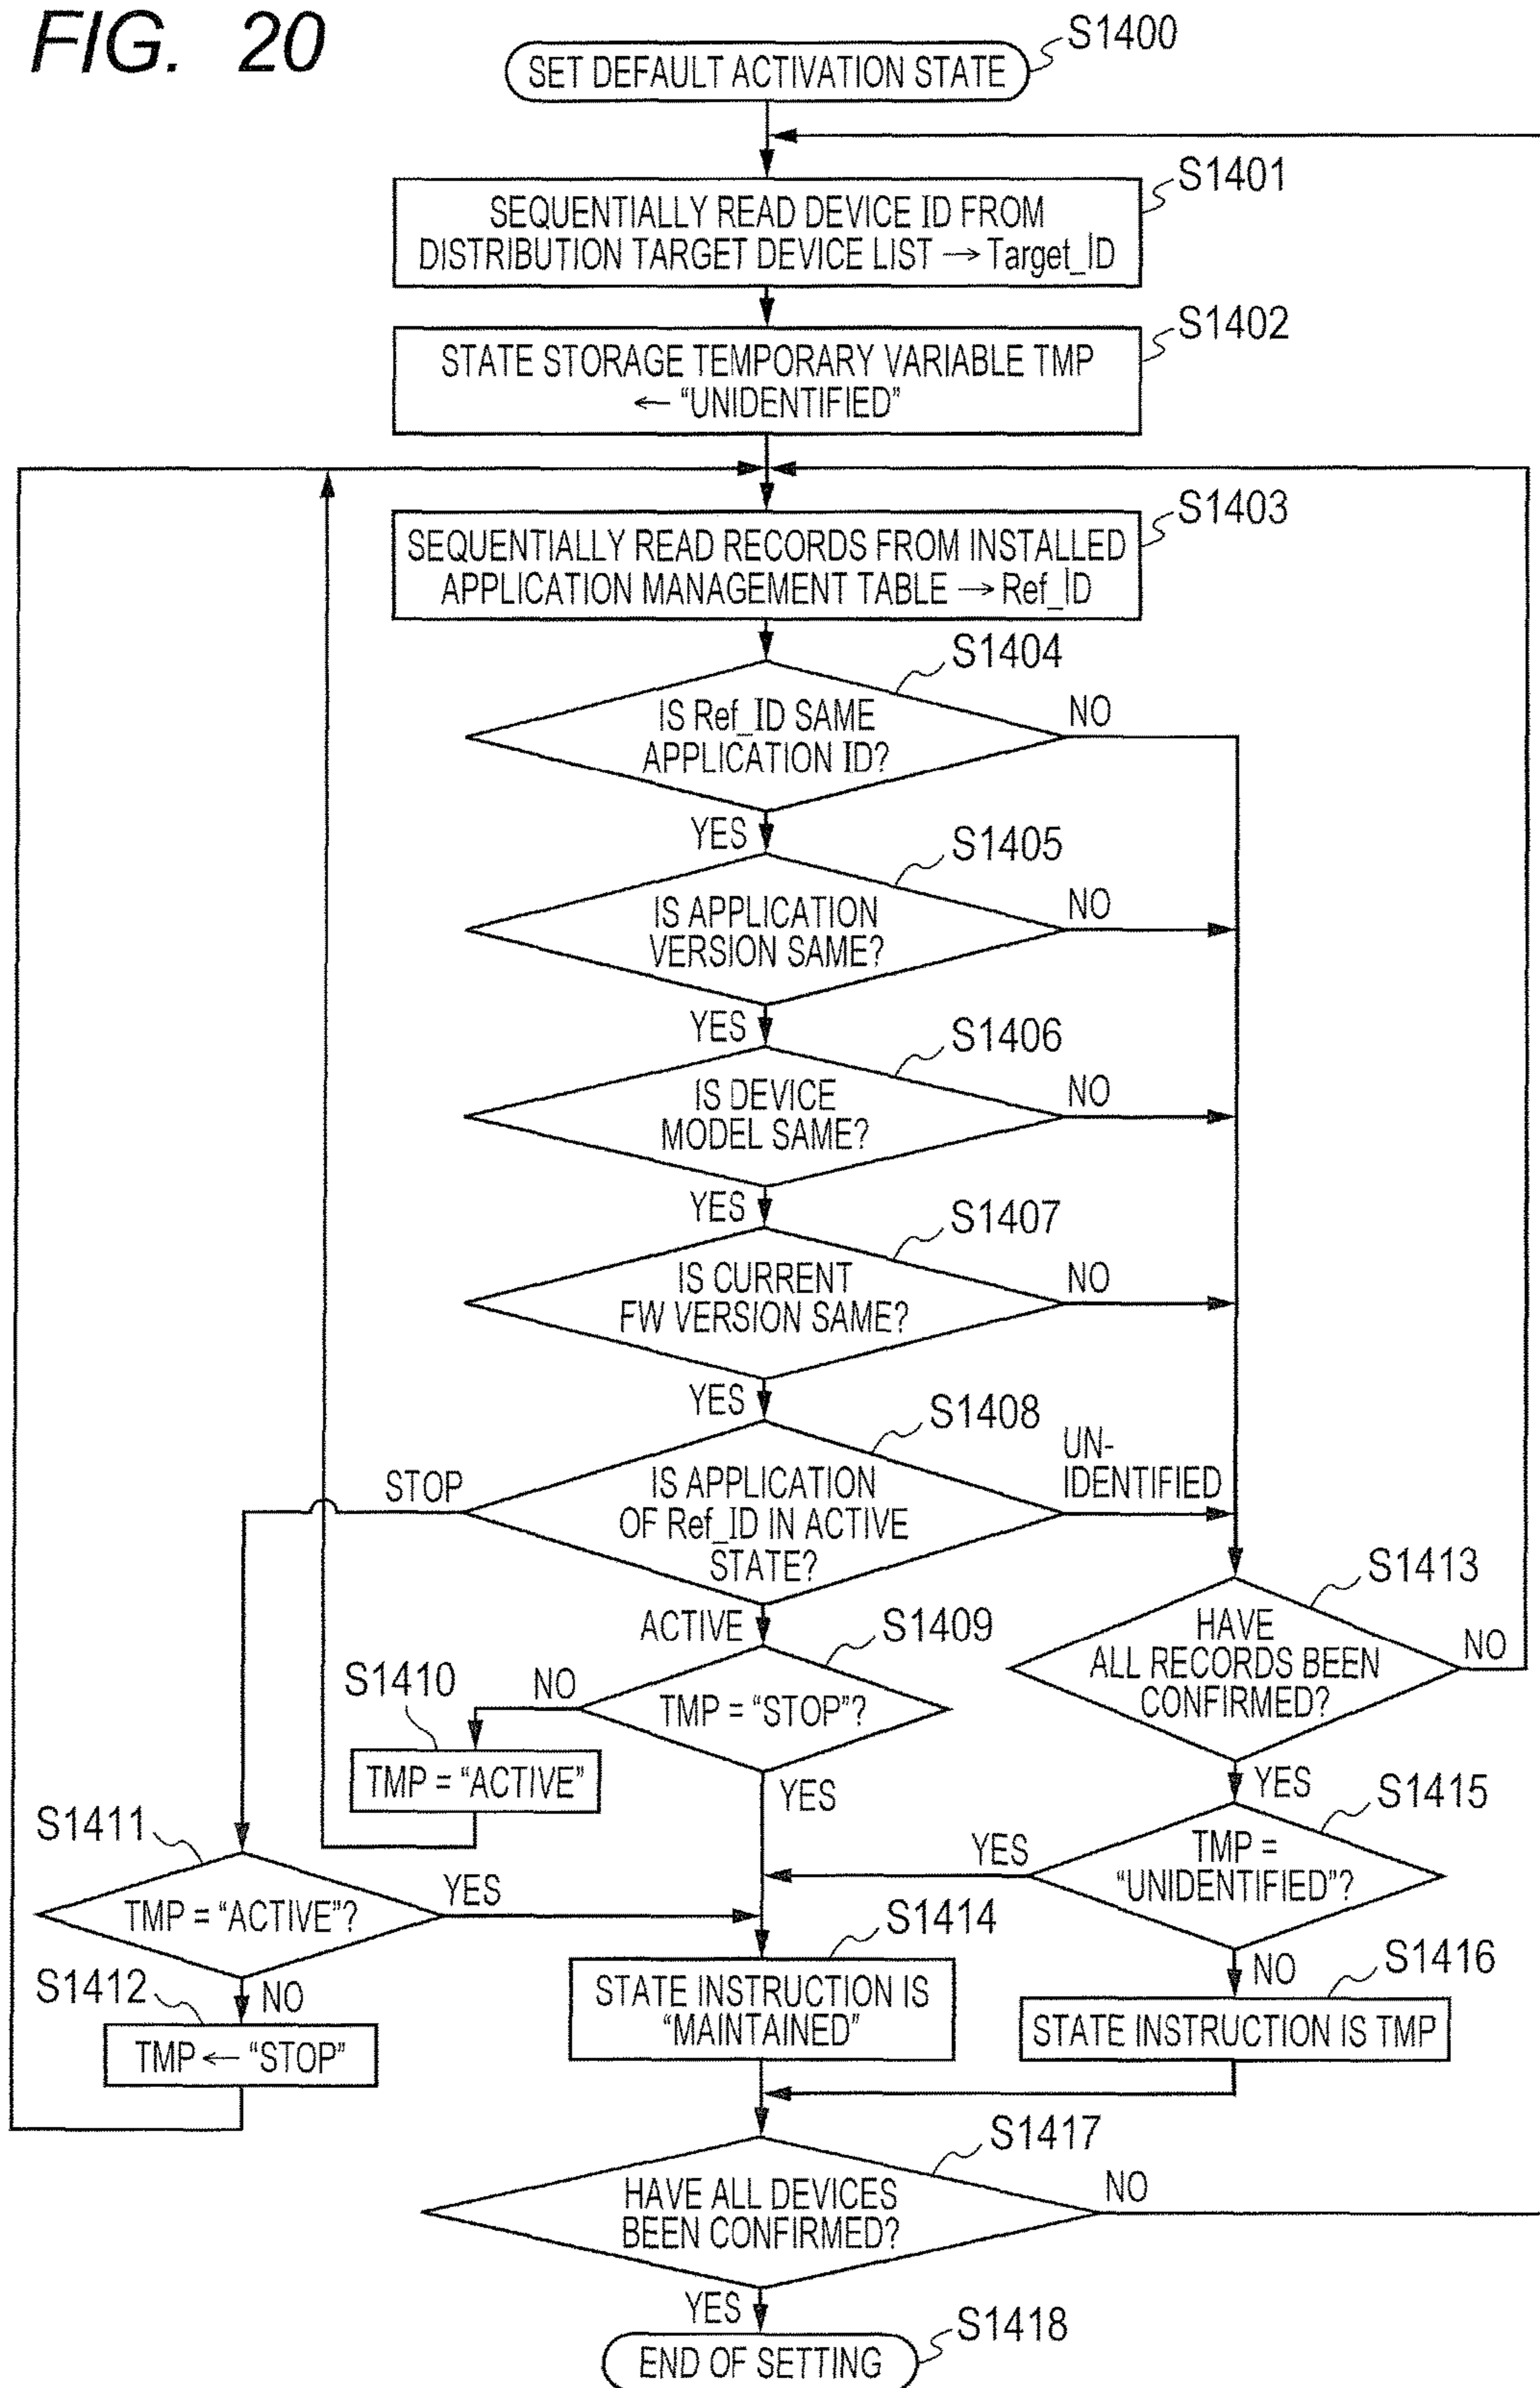 FIG. 20
S1400
SET DEFAULT ACTIVATION STATE
S1401
SEQUENTIALLY READ DEVICE ID FROM
DISTRIBUTION TARGET DEVICE LIST → Target_ID
S1402
STATE STORAGE TEMPORARY VARIABLE TMP
← “UNIDENTIFIED”
S1403
SEQUENTIALLY READ RECORDS FROM INSTALLED
APPLICATION MANAGEMENT TABLE → Ref_ID
S1404
IS Ref_ID SAME
APPLICATION ID?
NO
YES
S1405
IS APPLICATION
VERSION SAME?
NO
YES
S1406
IS DEVICE
MODEL SAME?
NO
YES
S1407
IS CURRENT
FW VERSION SAME?
NO
YES
S1408
IS APPLICATION
OF Ref_ID IN ACTIVE
STATE?
STOP
UN-
IDENTIFIED
ACTIVE
S1409
TMP = “STOP”?
NO
YES
S1410
TMP = “ACTIVE”
S1413
HAVE
ALL RECORDS BEEN
CONFIRMED?
NO
YES
S1411
TMP = “ACTIVE”?
YES
NO
S1415
TMP =
“UNIDENTIFIED”?
YES
NO
S1412
TMP ← “STOP”
S1414
STATE INSTRUCTION IS
“MAINTAINED”
S1416
STATE INSTRUCTION IS TMP
S1417
HAVE ALL DEVICES
BEEN CONFIRMED?
NO
YES
S1418
END OF SETTING